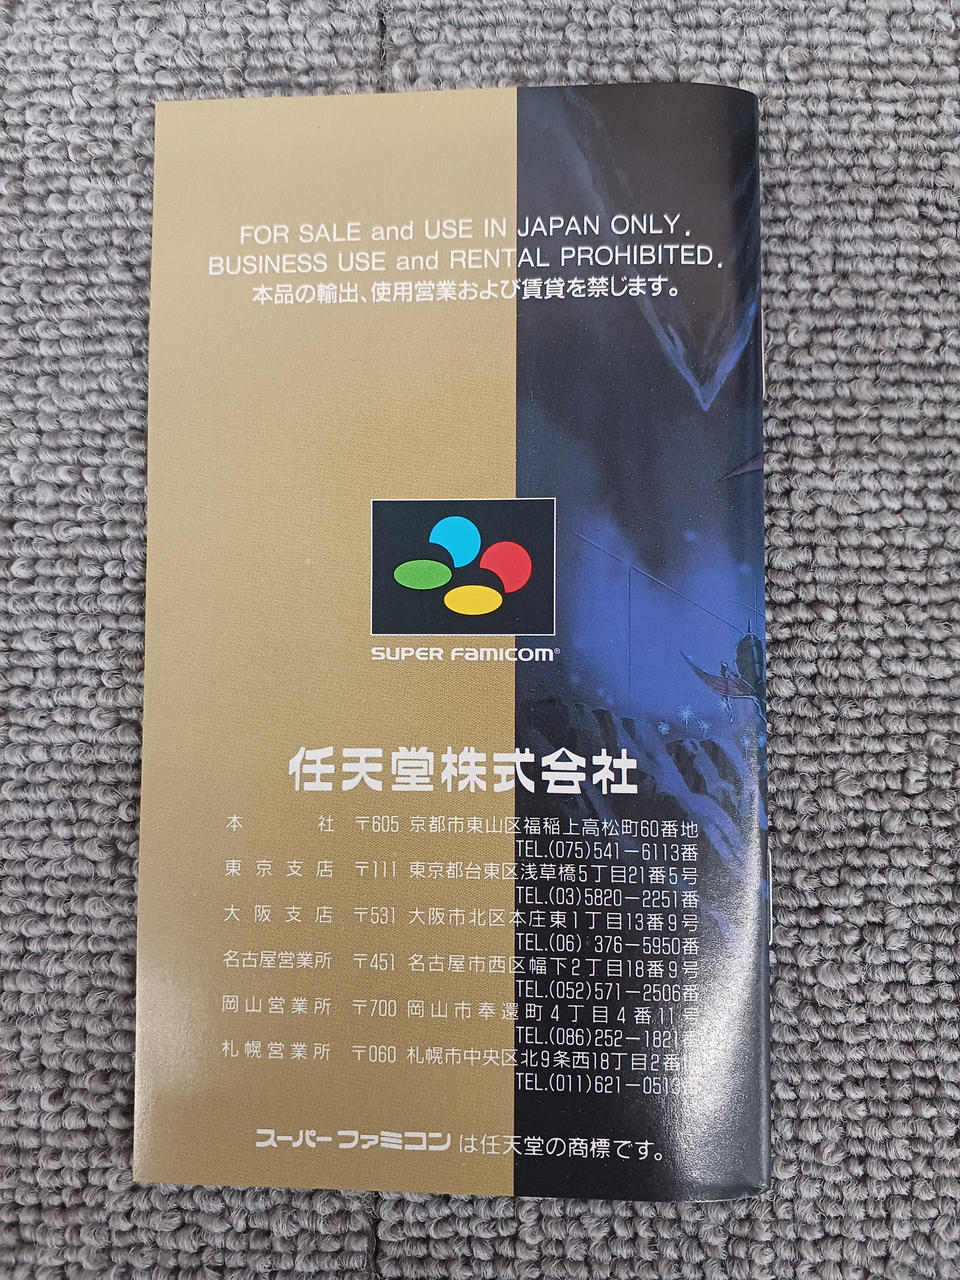 FOR SALE and USE IN JAPAN ONLY.
BUSINESS USE and RENTAL PROHIBITED.
本品の輸出、使用営業および賃貸を禁じます。
SUPER FAMICOM®
任天堂株式会社
本社 〒605 京都市東山区福稲上高松町60番地
TEL.(075)541－6113番
東京支店 〒111 東京都台東区浅草橋5丁目21番5号
TEL.(03)5820－2251番
大阪支店 〒531 大阪市北区本庄東1丁目13番9号
TEL.(06) 376－5950番
名古屋営業所 〒451 名古屋市西区幅下2丁目18番9号
TEL.(052)571－2506番
岡山営業所 〒700 岡山市奉還町4丁目4番11号
TEL.(086)252－1821番
札幌営業所 〒060 札幌市中央区北9条西18丁目2番
TEL.(011)621－051
スーパーファミコンは任天堂の商標です。